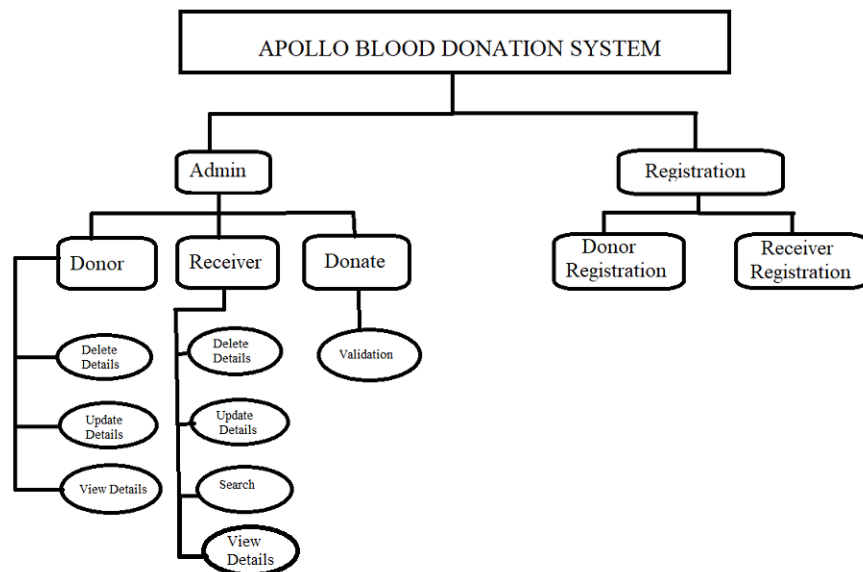 APOLLO BLOOD DONATION SYSTEM
Admin
Registration
Donor
Receiver
Donate
Donor
Registration
Receiver
Registration
Delete
Details
Update
Details
View Details
Delete
Details
Update
Details
Search
View
Details
Validation